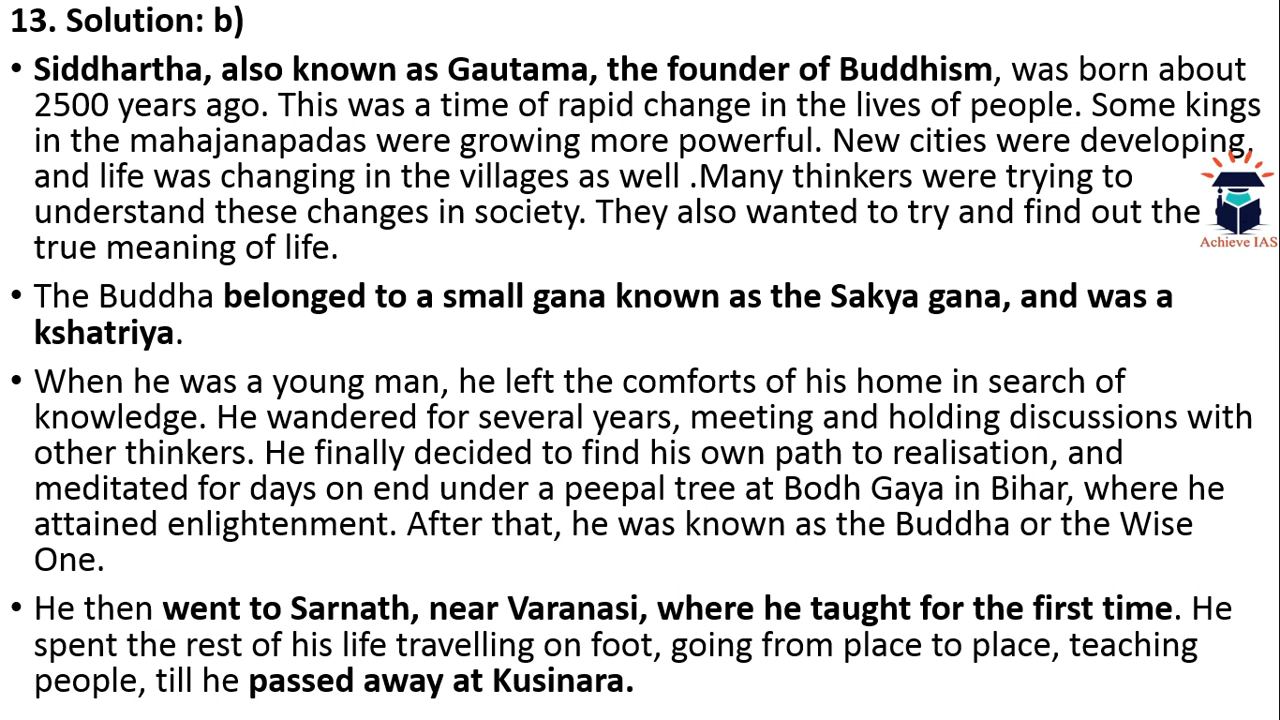 13. Solution: b)
• Siddhartha, also known as Gautama, the founder of Buddhism, was born about
2500 years ago. This was a time of rapid change in the lives of people. Some kings
in the mahajanapadas were growing more powerful. New cities were developing,
and life was changing in the villages as well .Many thinkers were trying to
understand these changes in society. They also wanted to try and find out the
true meaning of life.
Achieve IAS
• The Buddha belonged to a small gana known as the Sakya gana, and was a
kshatriya.
• When he was a young man, he left the comforts of his home in search of
knowledge. He wandered for several years, meeting and holding discussions with
other thinkers. He finally decided to find his own path to realisation, and
meditated for days on end under a peepal tree at Bodh Gaya in Bihar, where he
attained enlightenment. After that, he was known as the Buddha or the Wise
One.
• He then went to Sarnath, near Varanasi, where he taught for the first time. He
spent the rest of his life travelling on foot, going from place to place, teaching
people, till he passed away at Kusinara.